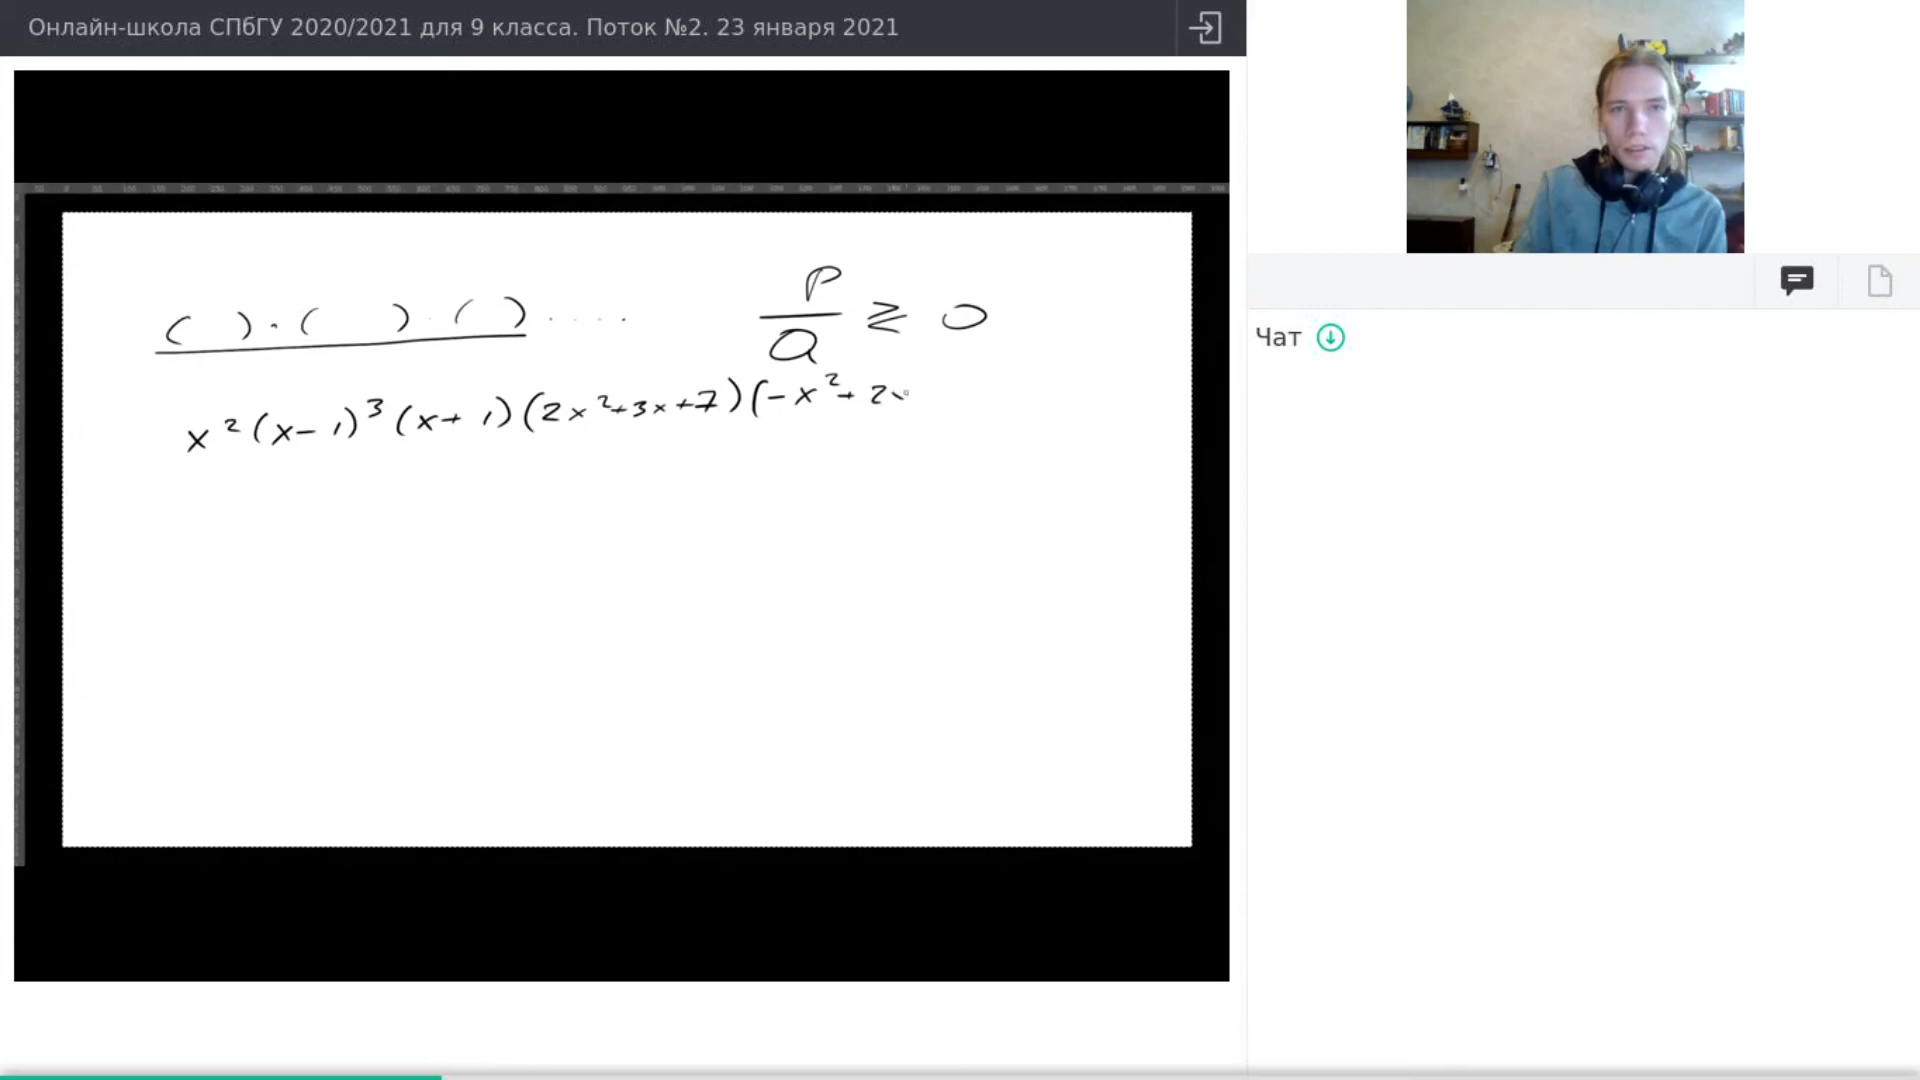 Онлайн-школа СПбГУ 2020/2021 для 9 класса. Поток №2. 23 января 2021
( ) · ( ) · ( ) · · · ·
P/Q ≷ 0
x²(x-1)³(x+1)(2x²+3x+7)(-x²+2x
Чат